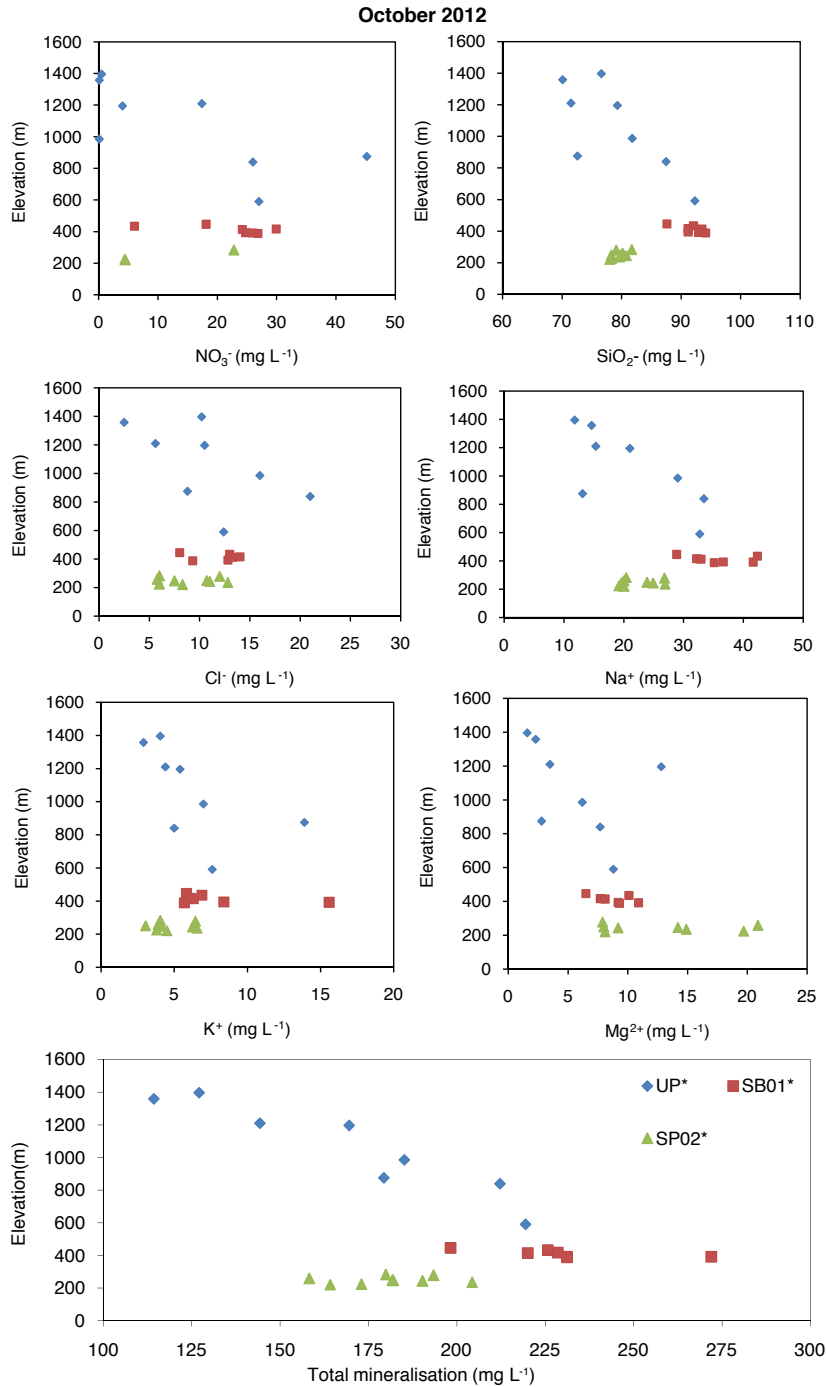 October 2012
1600
1400
1200
1000
800
600
400
200
0
Elevation (m)
0 10 20 30 40 50
NO₃⁻ (mg L⁻¹)
1600
1400
1200
1000
800
600
400
200
0
Elevation (m)
60 70 80 90 100 110
SiO₂- (mg L⁻¹)
1600
1400
1200
1000
800
600
400
200
0
Elevation (m)
0 5 10 15 20 25 30
Cl⁻ (mg L⁻¹)
1600
1400
1200
1000
800
600
400
200
0
Elevation (m)
0 10 20 30 40 50
Na⁺ (mg L⁻¹)
1600
1400
1200
1000
800
600
400
200
0
Elevation (m)
0 5 10 15 20
K⁺ (mg L⁻¹)
1600
1400
1200
1000
800
600
400
200
0
Elevation (m)
0 5 10 15 20 25
Mg²⁺ (mg L⁻¹)
1600
1400
1200
1000
800
600
400
200
0
Elevation(m)
UP* SB01*
SP02*
100 125 150 175 200 225 250 275 300
Total mineralisation (mg L⁻¹)